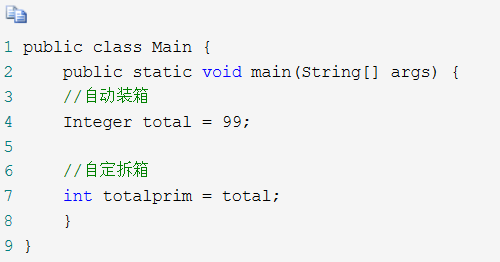 1 public class Main {
2     public static void main(String[] args) {
3     //自动装箱
4     Integer total = 99;
5
6     //自定拆箱
7     int totalprim = total;
8     }
9 }